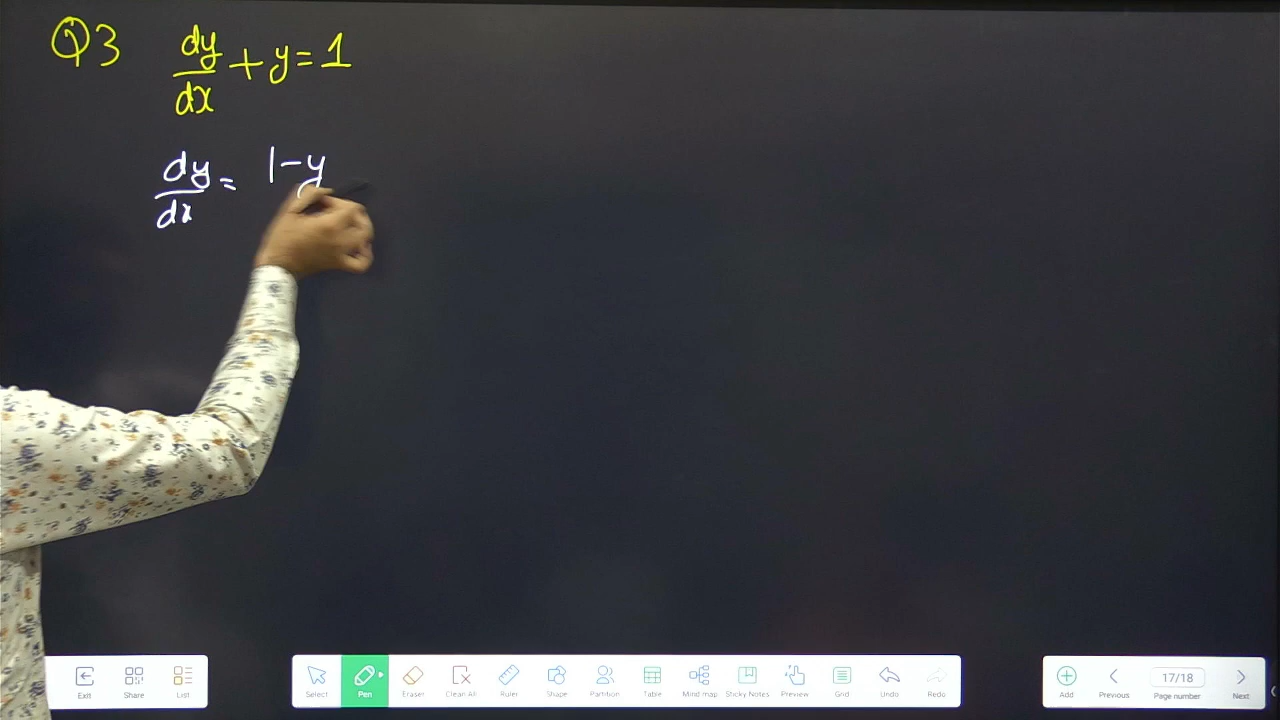 Q3 dy/dx + y = 1
dy/dx = 1-y
Exit Share List Select Pen Eraser Clean All Ruler Shape Partition Table Mind map Sticky Notes Preview Grid Undo Redo Add Previous 17/18 Page number Next